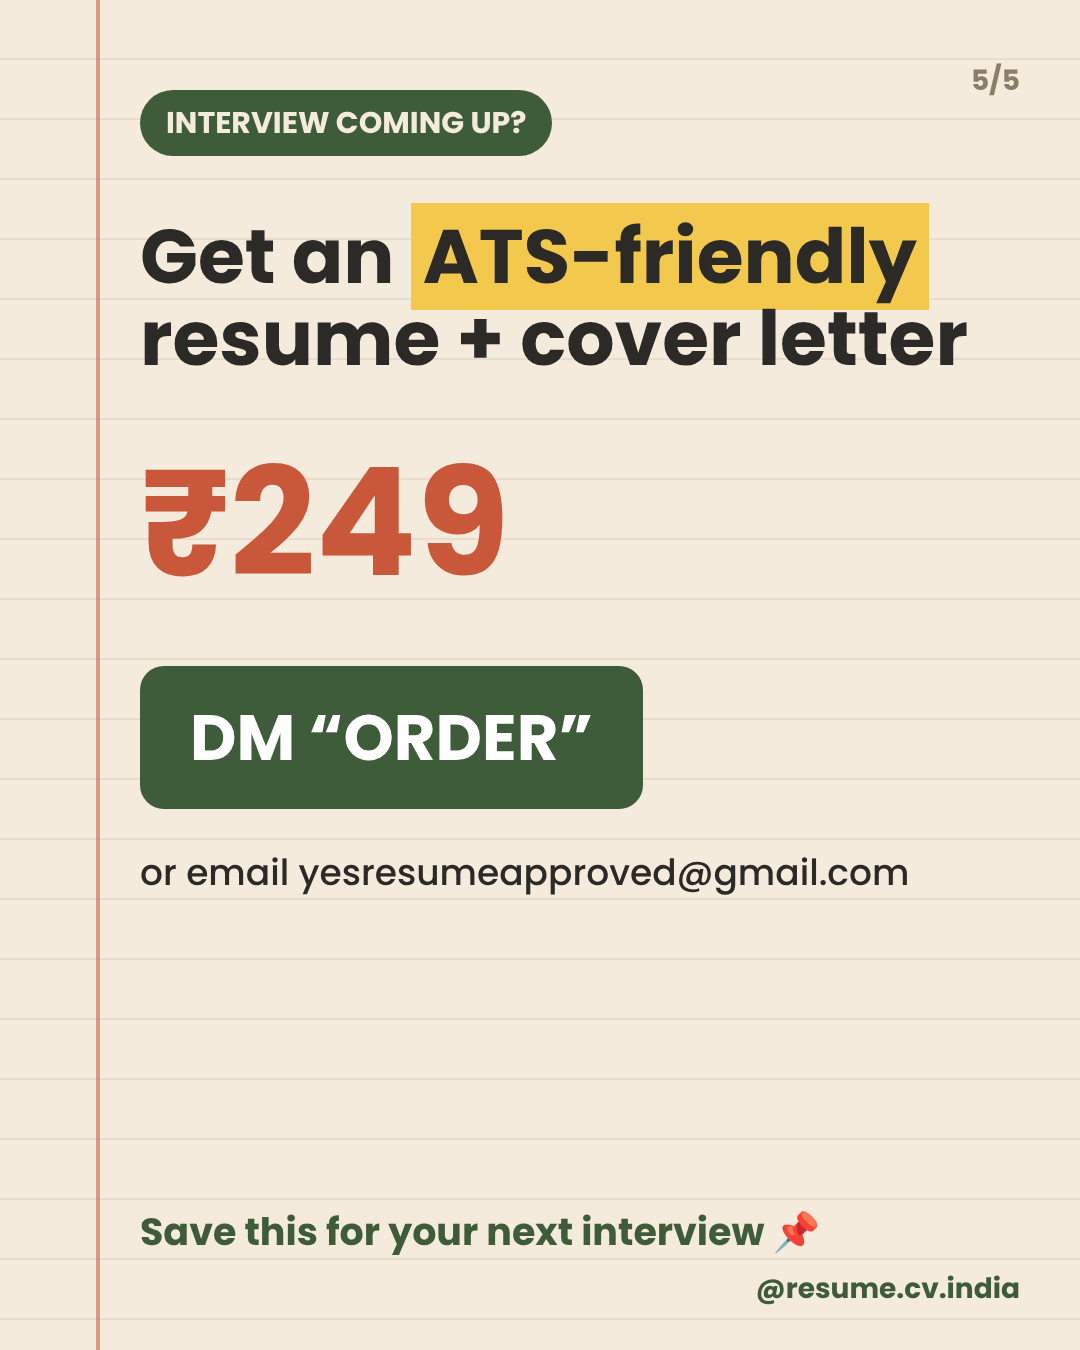 5/5
INTERVIEW COMING UP?
Get an ATS-friendly
resume + cover letter
₹249
DM “ORDER”
or email yesresumeapproved@gmail.com
Save this for your next interview 📌
@resume.cv.india